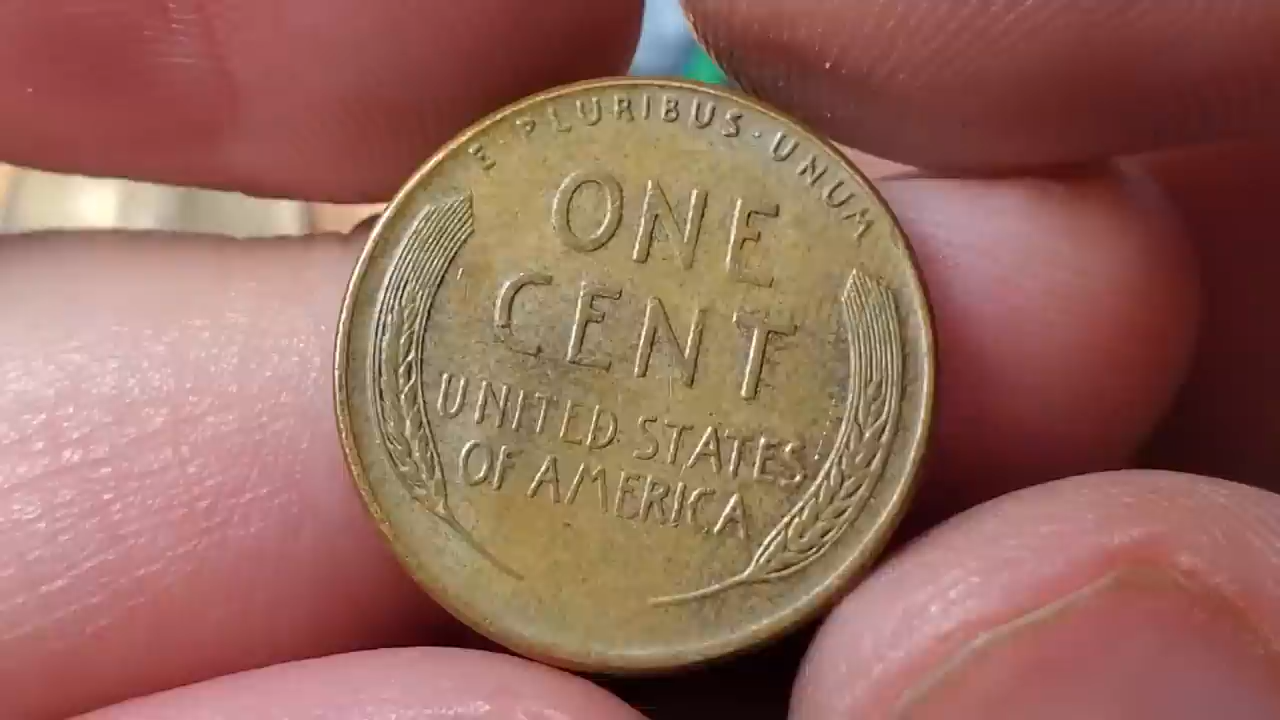 E · PLURIBUS · UNUM
ONE
CENT
UNITED STATES
OF AMERICA